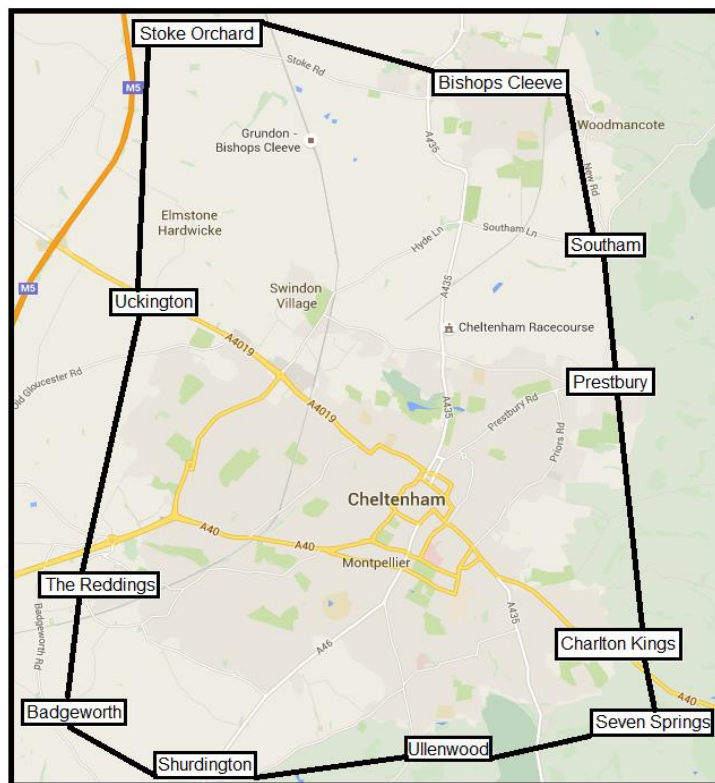 Stoke Orchard
Stoke Rd
Bishops Cleeve
M5
A435
Woodmancote
Grundon -
Bishops Cleeve
New Rd
Elmstone
Hardwicke
Hyde Ln
Southam Ln
Southam
A435
M5
Uckington
Swindon
Village
Cheltenham Racecourse
A4019
Old Gloucester Rd
A435
Prestbury
A4019
Prestbury Rd
Priors Rd
Cheltenham
A40
A40
Montpellier
The Reddings
Badgeworth Rd
A435
A46
Charlton Kings
A40
Badgeworth
Seven Springs
Ullenwood
Shurdington